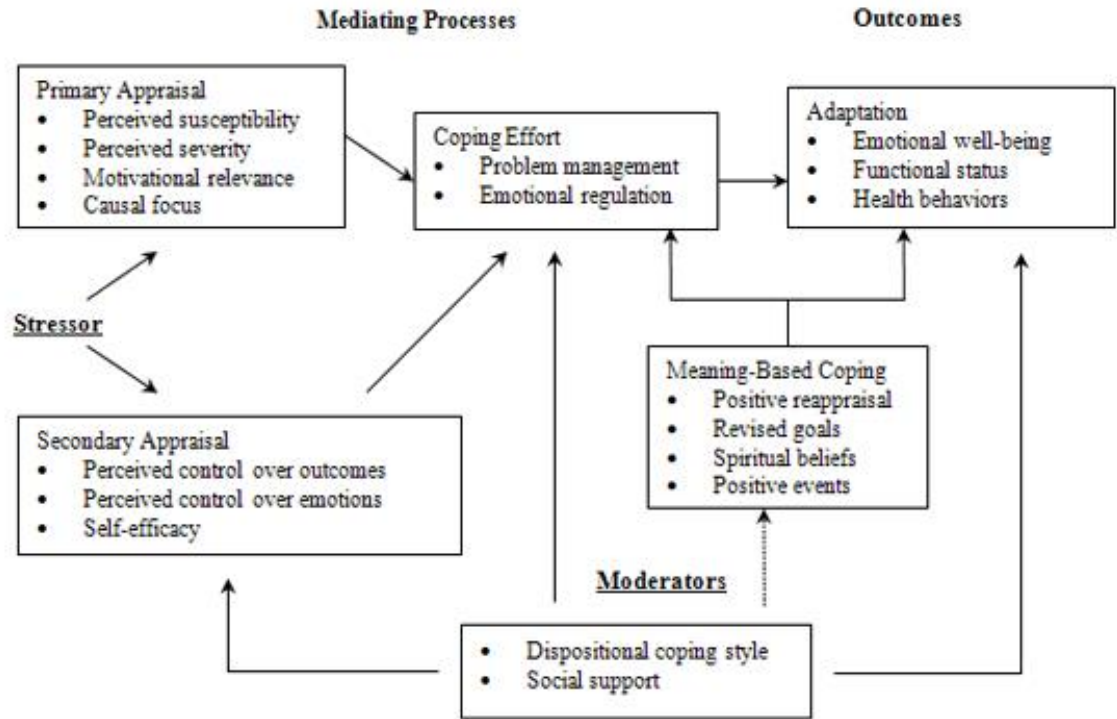 Mediating Processes
Outcomes
Primary Appraisal
• Perceived susceptibility
• Perceived severity
• Motivational relevance
• Causal focus
Coping Effort
• Problem management
• Emotional regulation
Adaptation
• Emotional well-being
• Functional status
• Health behaviors
Stressor
Meaning-Based Coping
• Positive reappraisal
• Revised goals
• Spiritual beliefs
• Positive events
Secondary Appraisal
• Perceived control over outcomes
• Perceived control over emotions
• Self-efficacy
Moderators
• Dispositional coping style
• Social support